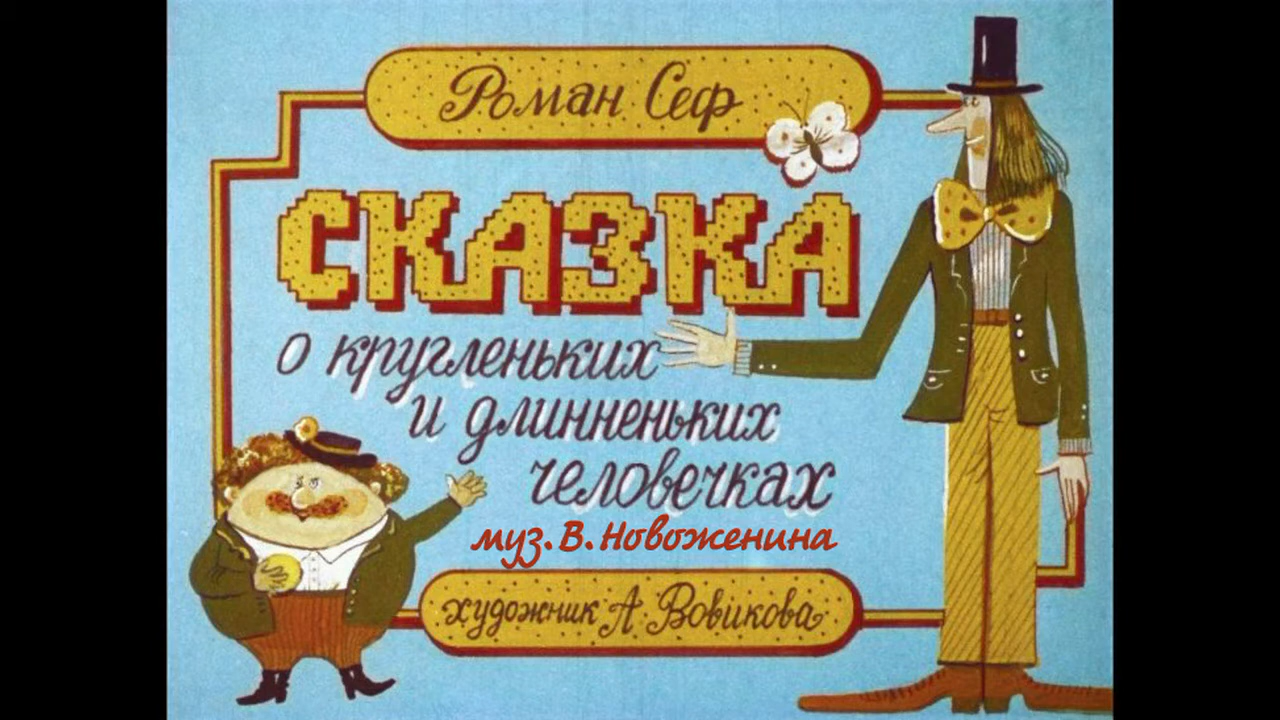 Роман Сеф
СКАЗКА
о кругленьких
и длинненьких
человечках
муз. В. Новоженина
художник А Вовикова